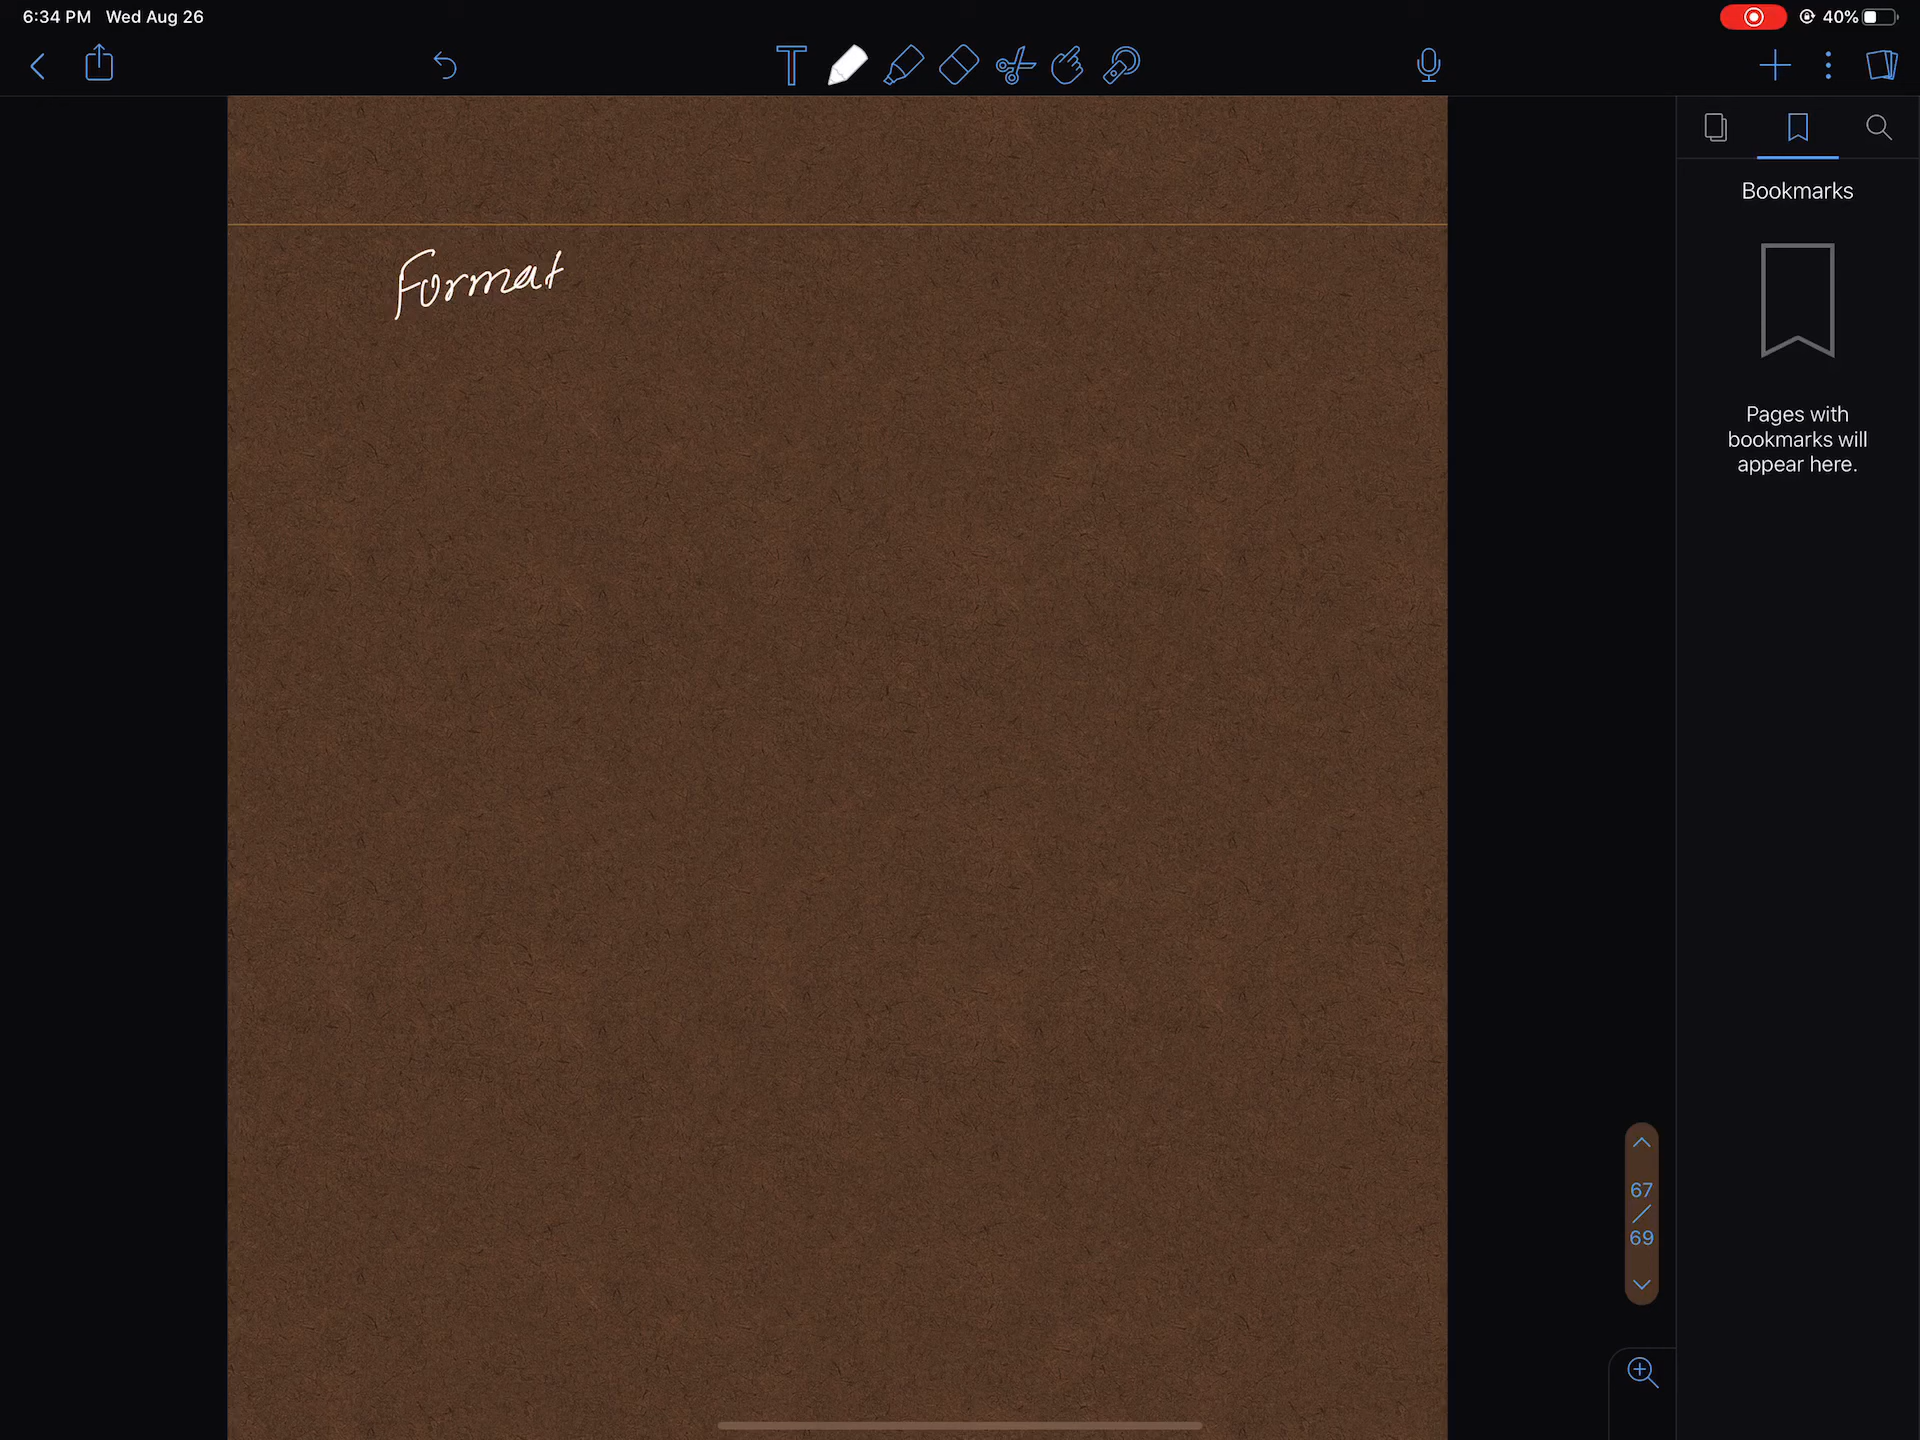 6:34 PM Wed Aug 26
40%
Format
Bookmarks
Pages with
bookmarks will
appear here.
67
/
69